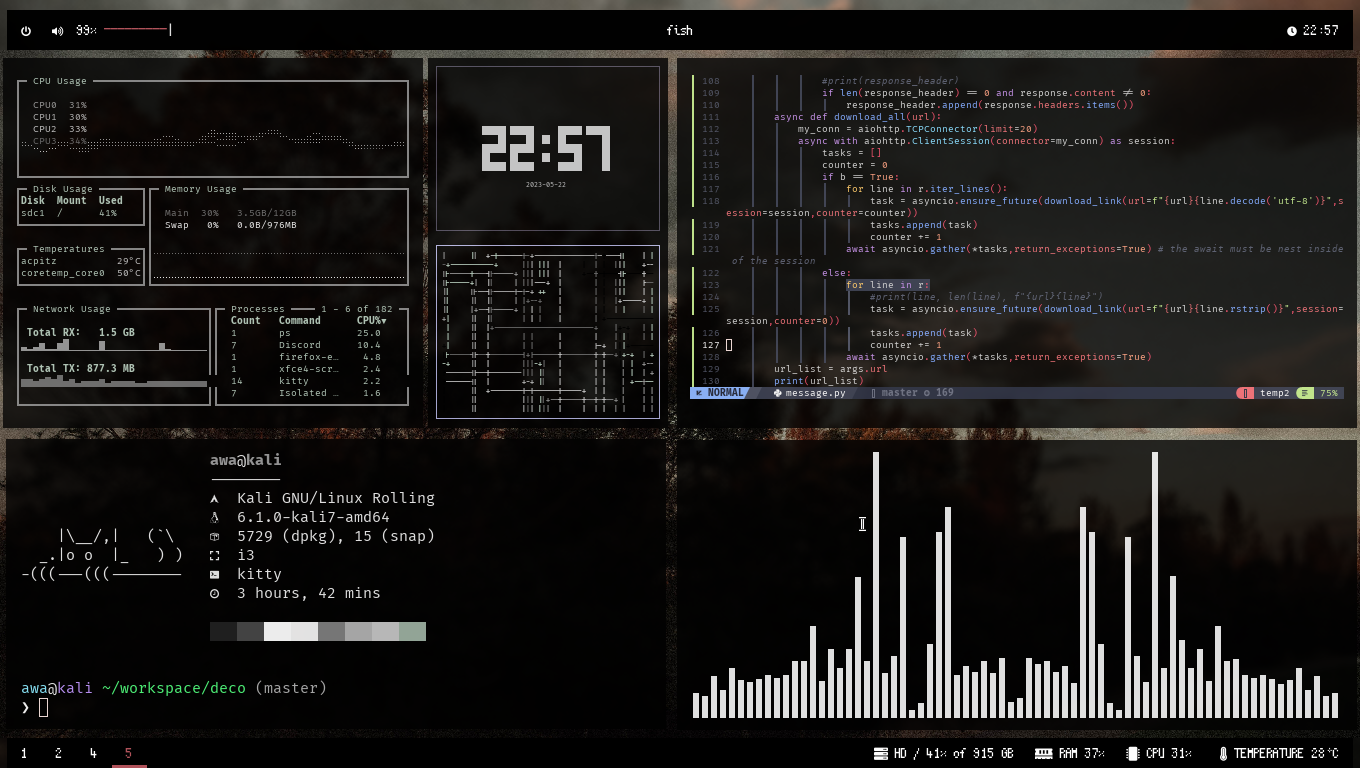 99% fish 22:57
CPU Usage
CPU0 31%
CPU1 30%
CPU2 33%
CPU3 34%
Disk Usage
Disk Mount Used
sdc1 / 41%
Memory Usage
Main 30% 3.5GB/12GB
Swap 0% 0.0B/976MB
Temperatures
acpitz 29°C
coretemp_core0 50°C
Network Usage
Total RX: 1.5 GB
Total TX: 877.3 MB
Processes 1 - 6 of 182
Count Command CPU%▼
1 ps 25.0
7 Discord 10.4
1 firefox-e… 4.8
1 xfce4-scr… 2.4
14 kitty 2.2
7 Isolated … 1.6
22:57
2023-05-22
108 #print(response_header)
109 if len(response_header) == 0 and response.content != 0:
110 response_header.append(response.headers.items())
111 async def download_all(url):
112 my_conn = aiohttp.TCPConnector(limit=20)
113 async with aiohttp.ClientSession(connector=my_conn) as session:
114 tasks = []
115 counter = 0
116 if b == True:
117 for line in r.iter_lines():
118 task = asyncio.ensure_future(download_link(url=f"{url}{line.decode('utf-8')}",s
ession=session,counter=counter))
119 tasks.append(task)
120 counter += 1
121 await asyncio.gather(*tasks,return_exceptions=True) # the await must be nest inside
of the session
122 else:
123 for line in r:
124 #print(line, len(line), f"{url}{line}")
125 task = asyncio.ensure_future(download_link(url=f"{url}{line.rstrip()}",session=
session,counter=0))
126 tasks.append(task)
127 counter += 1
128 await asyncio.gather(*tasks,return_exceptions=True)
129 url_list = args.url
130 print(url_list)
NORMAL message.py master 169 temp2 75%
awa@kali
Kali GNU/Linux Rolling
6.1.0-kali7-amd64
5729 (dpkg), 15 (snap)
i3
kitty
3 hours, 42 mins
awa@kali ~/workspace/deco (master)
❯
1 2 4 5 HD / 41% of 915 GB RAM 37% CPU 31% TEMPERATURE 28°C